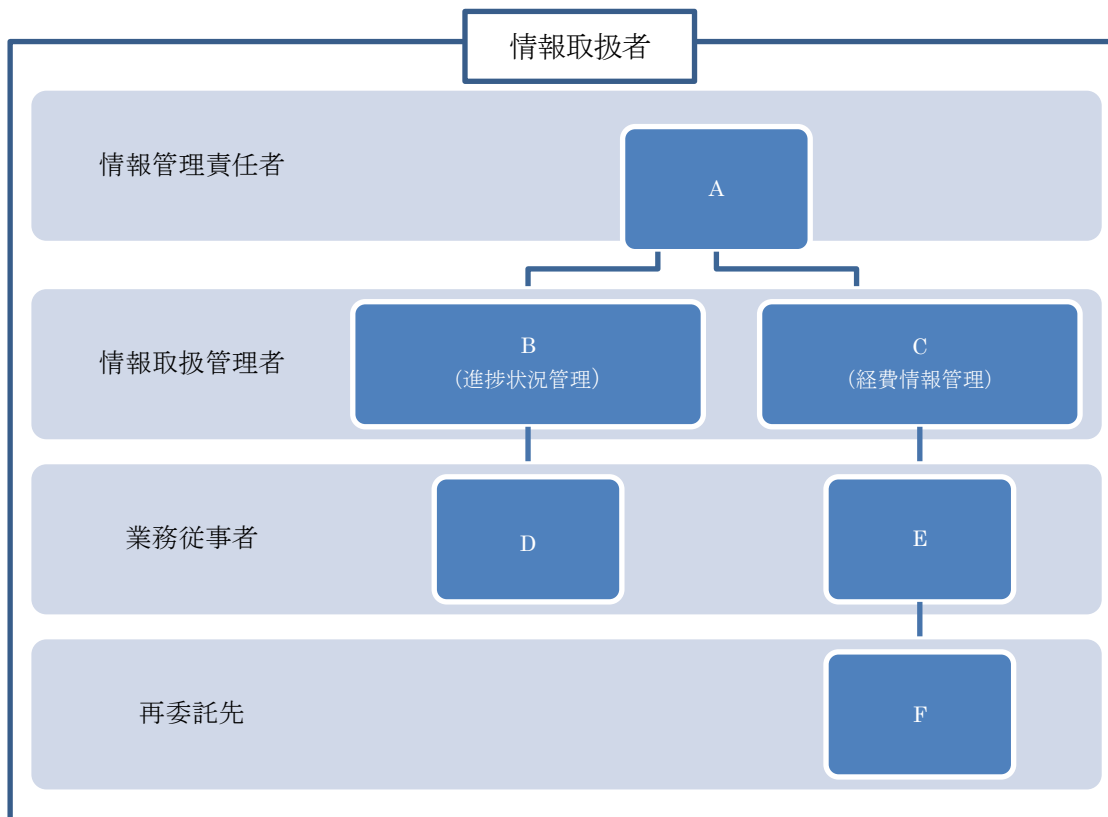 情報取扱者
情報管理責任者
A
情報取扱管理者
B
（進捗状況管理）
C
（経費情報管理）
業務従事者
D
E
再委託先
F